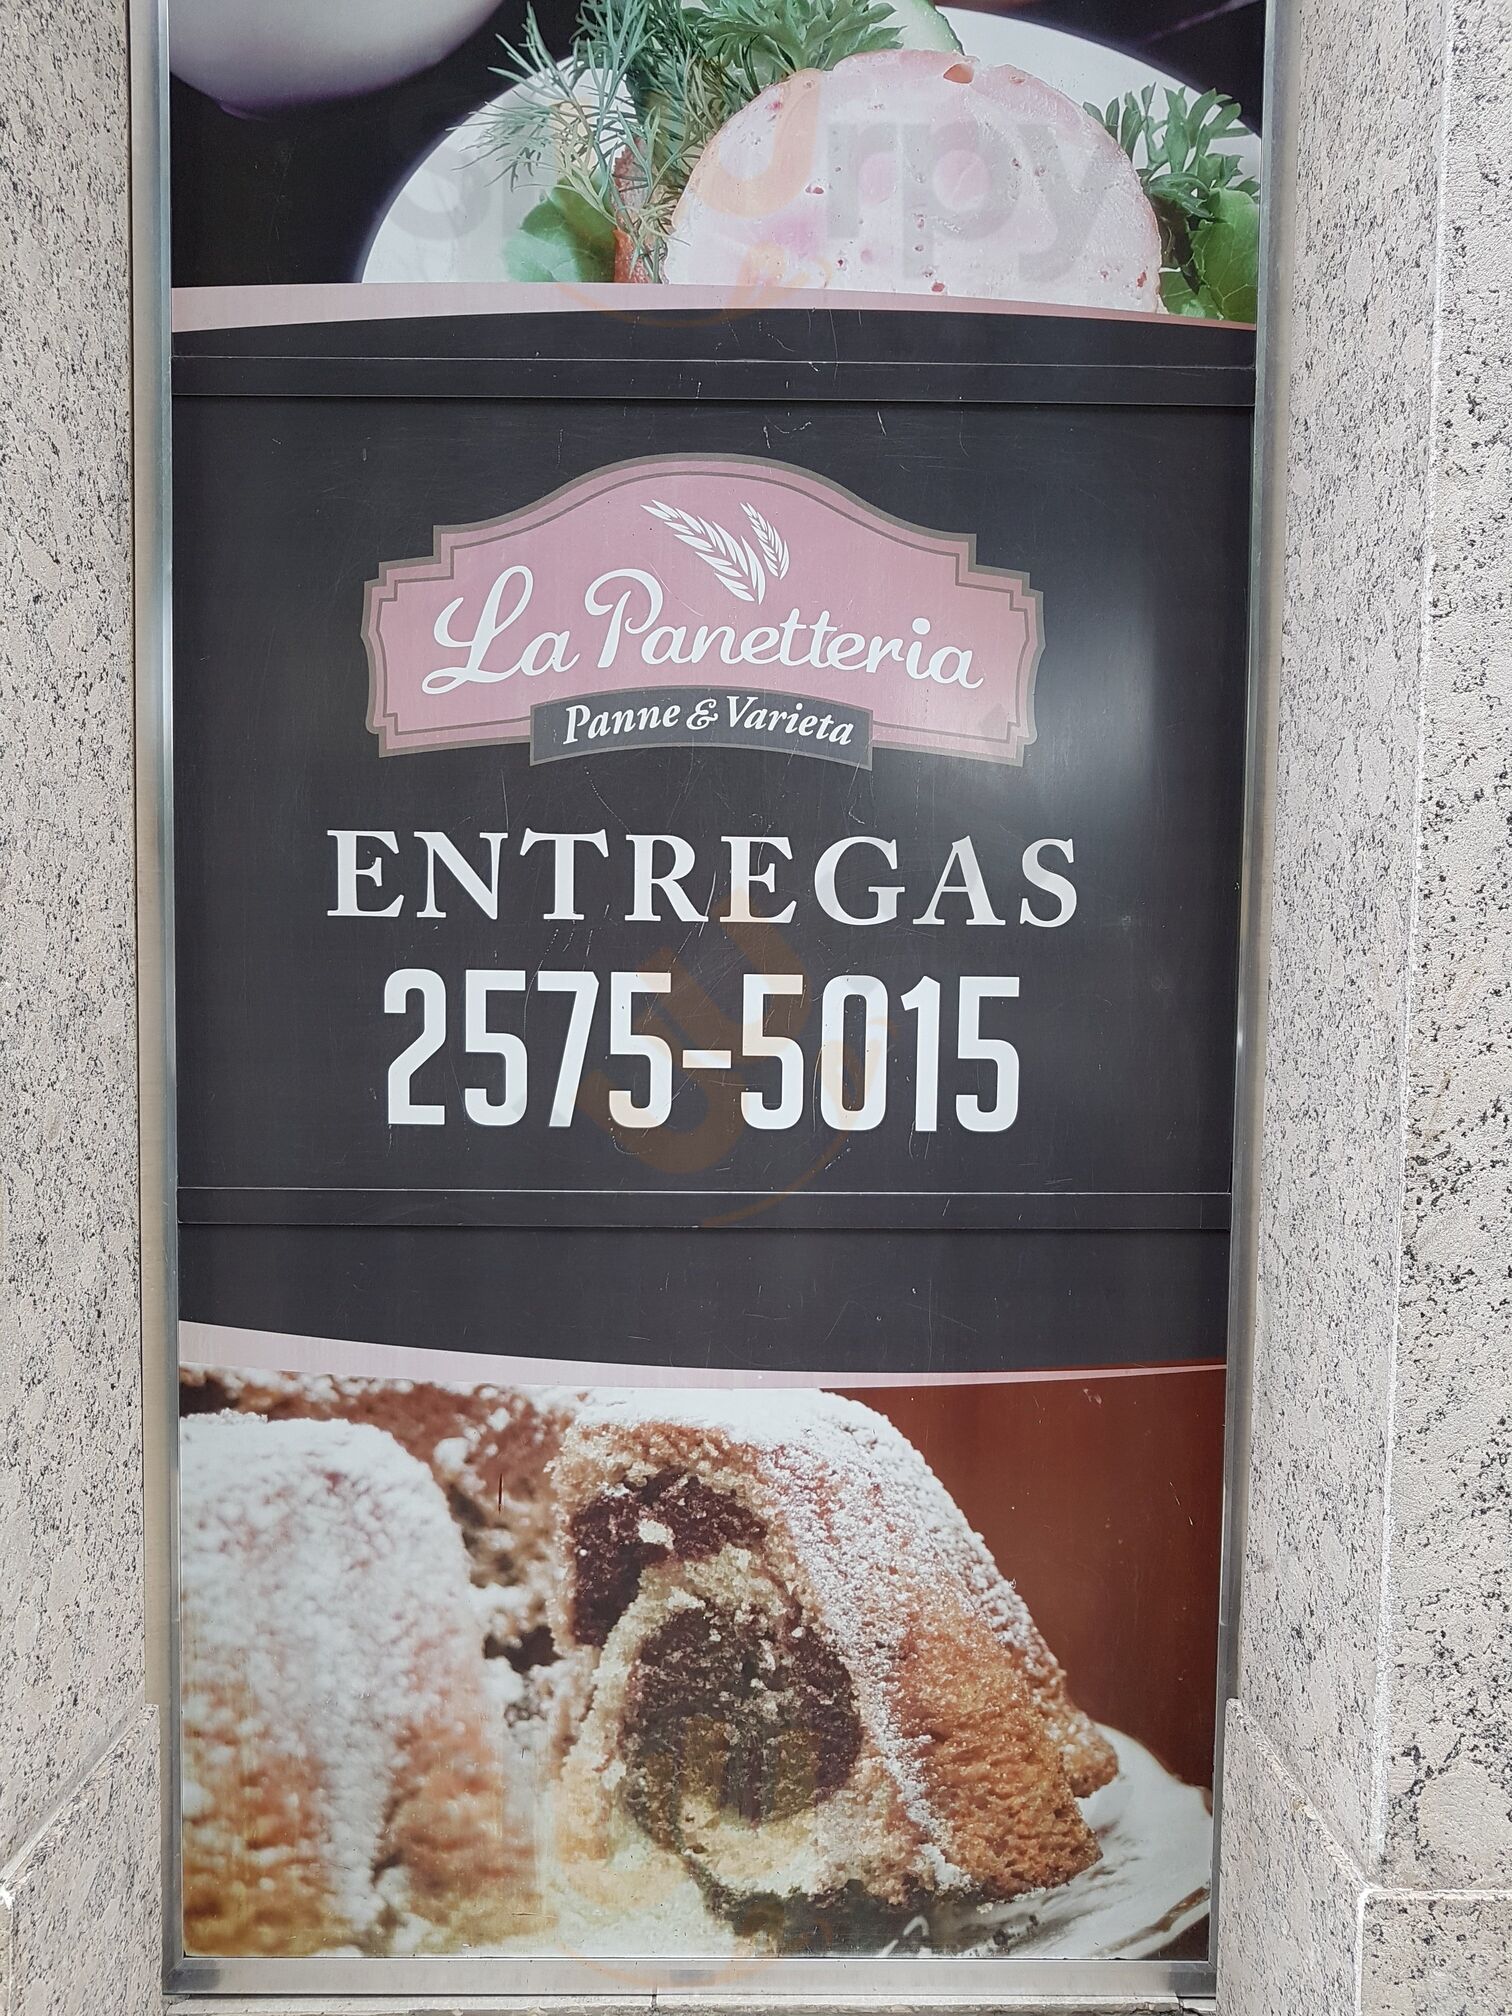 La Panetteria
Panne & Varieta
ENTREGAS
2575-5015